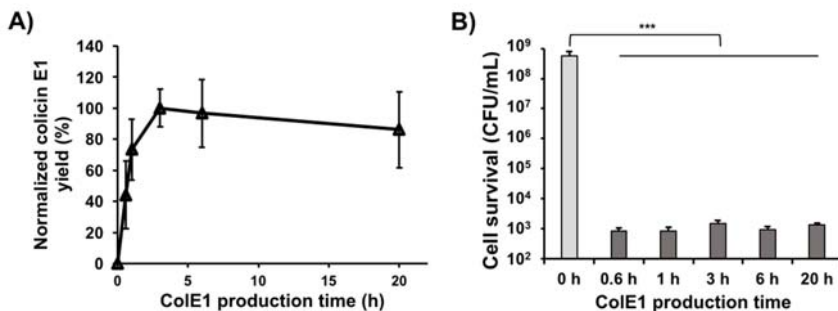 A)
Normalized colicin E1
yield (%)
140
120
100
80
60
40
20
0
0
5
10
15
20
ColE1 production time (h)
B)
***
Cell survival (CFU/mL)
10⁹
10⁸
10⁷
10⁶
10⁵
10⁴
10³
10²
0 h 0.6 h 1 h 3 h 6 h 20 h
ColE1 production time